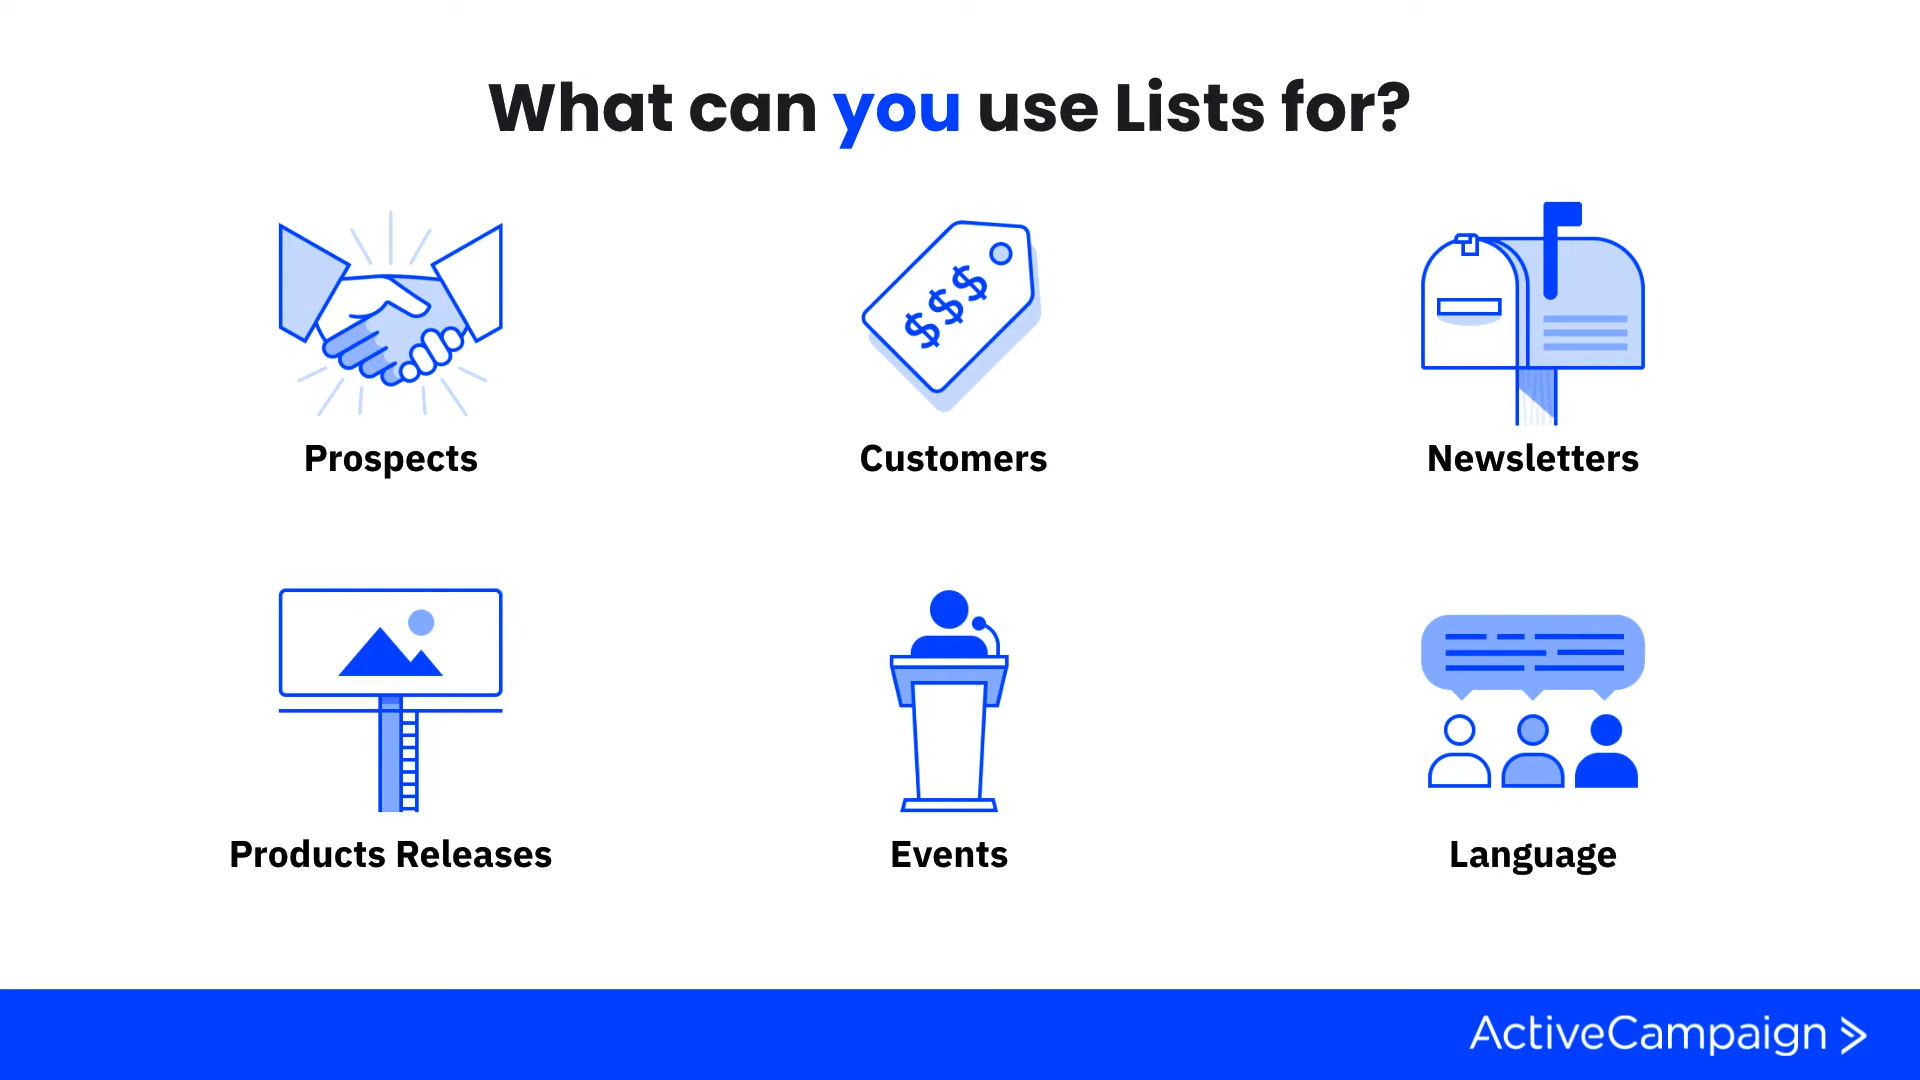 What can you use Lists for?
$$$
Prospects
Customers
Newsletters
Products Releases
Events
Language
ActiveCampaign